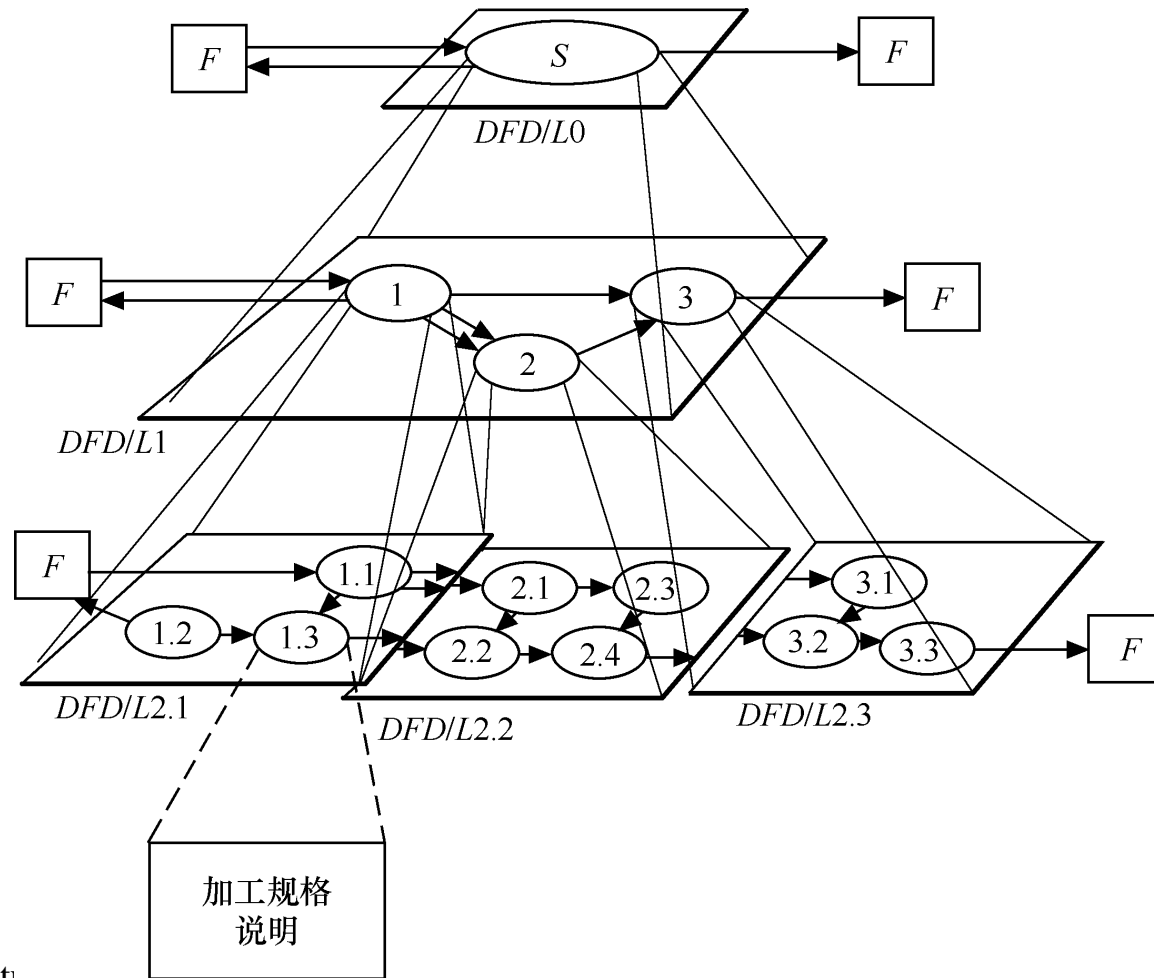 F
S
F
DFD/L0
F
1
3
F
2
DFD/L1
F
1.1
2.1
2.3
3.1
1.2
1.3
2.2
2.4
3.2
3.3
F
DFD/L2.1
DFD/L2.2
DFD/L2.3
加工规格
说明